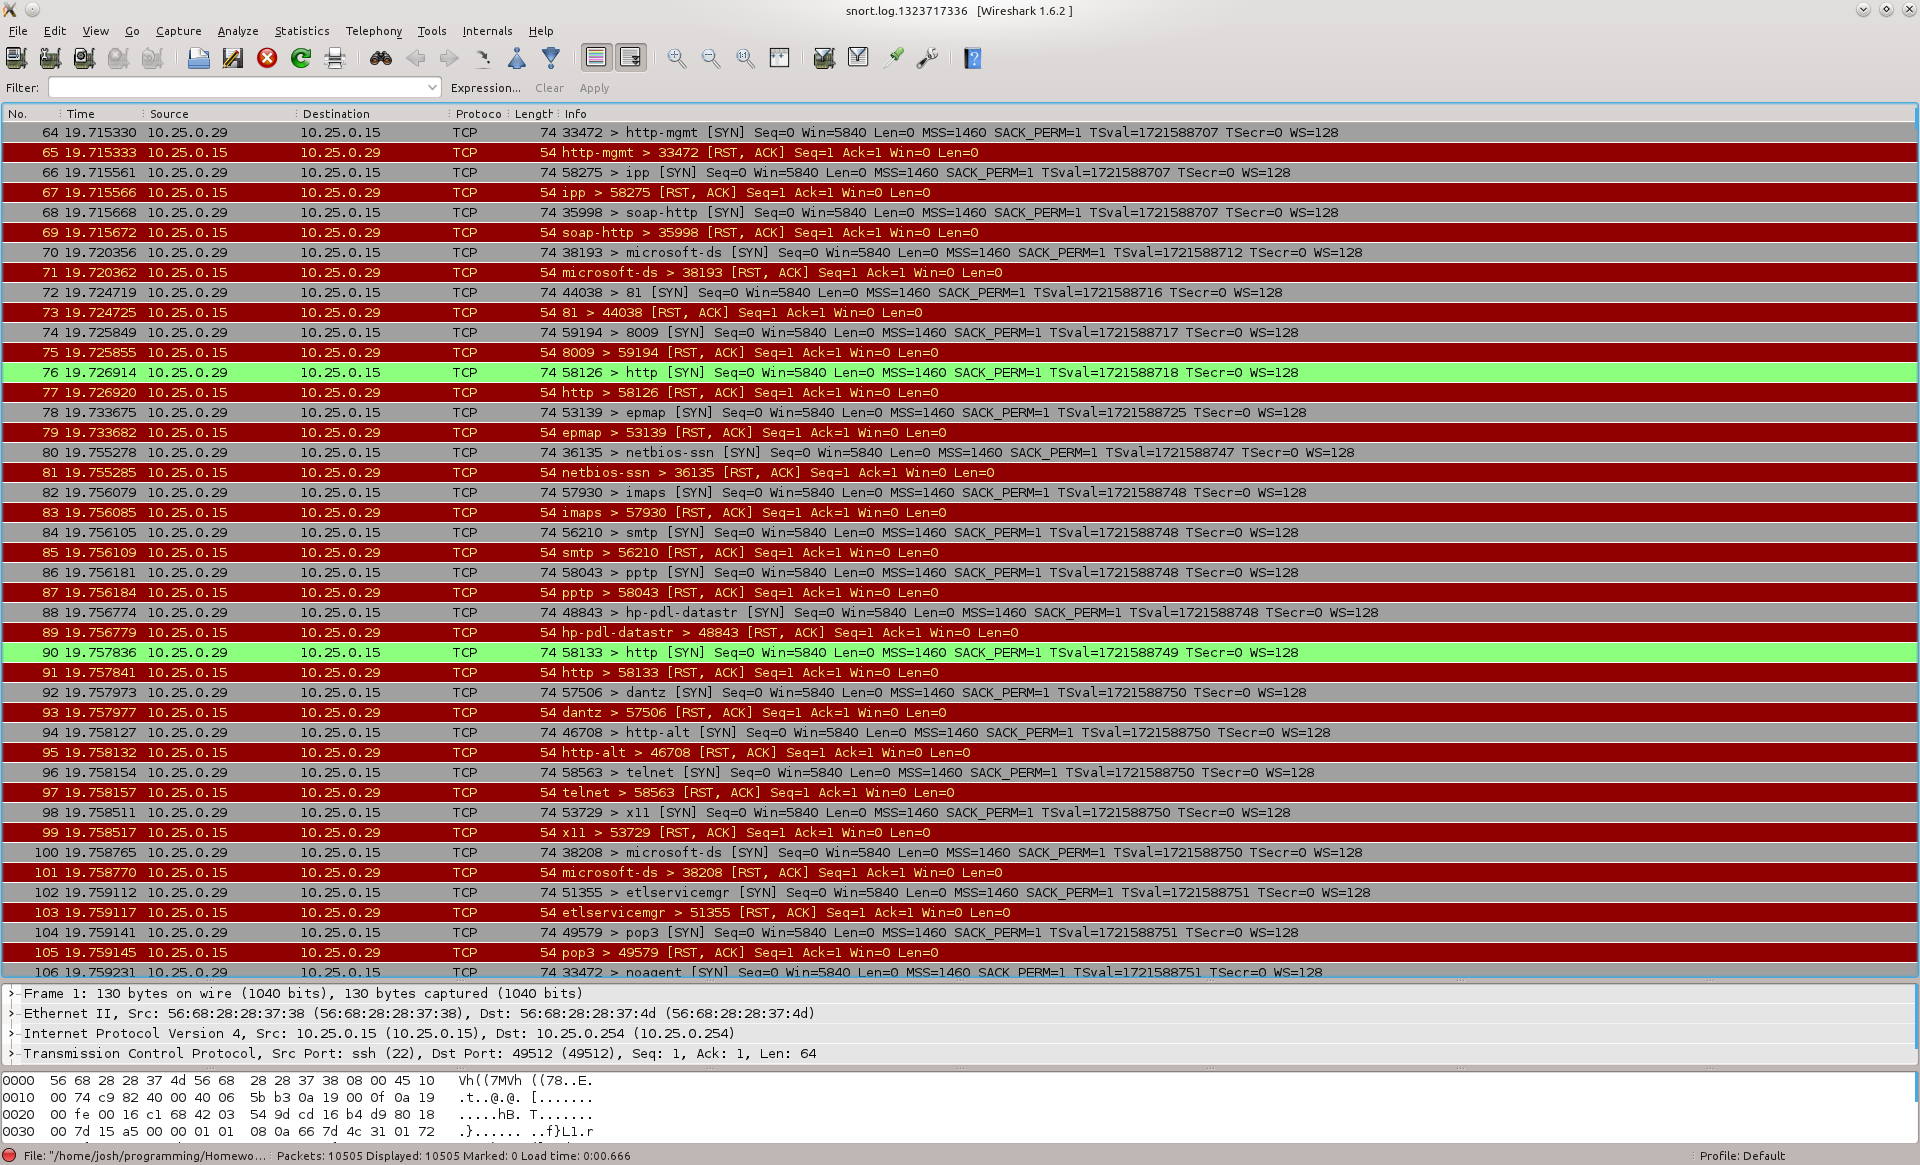 snort.log.1323717336 [Wireshark 1.6.2 ]
File Edit View Go Capture Analyze Statistics Telephony Tools Internals Help
Filter: Expression... Clear Apply
No. Time Source Destination Protoco Length Info
64 19.715330 10.25.0.29 10.25.0.15 TCP 74 33472 > http-mgmt [SYN] Seq=0 Win=5840 Len=0 MSS=1460 SACK_PERM=1 TSval=1721588707 TSecr=0 WS=128
65 19.715333 10.25.0.15 10.25.0.29 TCP 54 http-mgmt > 33472 [RST, ACK] Seq=1 Ack=1 Win=0 Len=0
66 19.715561 10.25.0.29 10.25.0.15 TCP 74 58275 > ipp [SYN] Seq=0 Win=5840 Len=0 MSS=1460 SACK_PERM=1 TSval=1721588707 TSecr=0 WS=128
67 19.715566 10.25.0.15 10.25.0.29 TCP 54 ipp > 58275 [RST, ACK] Seq=1 Ack=1 Win=0 Len=0
68 19.715668 10.25.0.29 10.25.0.15 TCP 74 35998 > soap-http [SYN] Seq=0 Win=5840 Len=0 MSS=1460 SACK_PERM=1 TSval=1721588707 TSecr=0 WS=128
69 19.715672 10.25.0.15 10.25.0.29 TCP 54 soap-http > 35998 [RST, ACK] Seq=1 Ack=1 Win=0 Len=0
70 19.720356 10.25.0.29 10.25.0.15 TCP 74 38193 > microsoft-ds [SYN] Seq=0 Win=5840 Len=0 MSS=1460 SACK_PERM=1 TSval=1721588712 TSecr=0 WS=128
71 19.720362 10.25.0.15 10.25.0.29 TCP 54 microsoft-ds > 38193 [RST, ACK] Seq=1 Ack=1 Win=0 Len=0
72 19.724719 10.25.0.29 10.25.0.15 TCP 74 44038 > 81 [SYN] Seq=0 Win=5840 Len=0 MSS=1460 SACK_PERM=1 TSval=1721588716 TSecr=0 WS=128
73 19.724725 10.25.0.15 10.25.0.29 TCP 54 81 > 44038 [RST, ACK] Seq=1 Ack=1 Win=0 Len=0
74 19.725849 10.25.0.29 10.25.0.15 TCP 74 59194 > 8009 [SYN] Seq=0 Win=5840 Len=0 MSS=1460 SACK_PERM=1 TSval=1721588717 TSecr=0 WS=128
75 19.725855 10.25.0.15 10.25.0.29 TCP 54 8009 > 59194 [RST, ACK] Seq=1 Ack=1 Win=0 Len=0
76 19.726914 10.25.0.29 10.25.0.15 TCP 74 58126 > http [SYN] Seq=0 Win=5840 Len=0 MSS=1460 SACK_PERM=1 TSval=1721588718 TSecr=0 WS=128
77 19.726920 10.25.0.15 10.25.0.29 TCP 54 http > 58126 [RST, ACK] Seq=1 Ack=1 Win=0 Len=0
78 19.733675 10.25.0.29 10.25.0.15 TCP 74 53139 > epmap [SYN] Seq=0 Win=5840 Len=0 MSS=1460 SACK_PERM=1 TSval=1721588725 TSecr=0 WS=128
79 19.733682 10.25.0.15 10.25.0.29 TCP 54 epmap > 53139 [RST, ACK] Seq=1 Ack=1 Win=0 Len=0
80 19.755278 10.25.0.29 10.25.0.15 TCP 74 36135 > netbios-ssn [SYN] Seq=0 Win=5840 Len=0 MSS=1460 SACK_PERM=1 TSval=1721588747 TSecr=0 WS=128
81 19.755285 10.25.0.15 10.25.0.29 TCP 54 netbios-ssn > 36135 [RST, ACK] Seq=1 Ack=1 Win=0 Len=0
82 19.756079 10.25.0.29 10.25.0.15 TCP 74 57930 > imaps [SYN] Seq=0 Win=5840 Len=0 MSS=1460 SACK_PERM=1 TSval=1721588748 TSecr=0 WS=128
83 19.756085 10.25.0.15 10.25.0.29 TCP 54 imaps > 57930 [RST, ACK] Seq=1 Ack=1 Win=0 Len=0
84 19.756105 10.25.0.29 10.25.0.15 TCP 74 56210 > smtp [SYN] Seq=0 Win=5840 Len=0 MSS=1460 SACK_PERM=1 TSval=1721588748 TSecr=0 WS=128
85 19.756109 10.25.0.15 10.25.0.29 TCP 54 smtp > 56210 [RST, ACK] Seq=1 Ack=1 Win=0 Len=0
86 19.756181 10.25.0.29 10.25.0.15 TCP 74 58043 > pptp [SYN] Seq=0 Win=5840 Len=0 MSS=1460 SACK_PERM=1 TSval=1721588748 TSecr=0 WS=128
87 19.756184 10.25.0.15 10.25.0.29 TCP 54 pptp > 58043 [RST, ACK] Seq=1 Ack=1 Win=0 Len=0
88 19.756774 10.25.0.29 10.25.0.15 TCP 74 48843 > hp-pdl-datastr [SYN] Seq=0 Win=5840 Len=0 MSS=1460 SACK_PERM=1 TSval=1721588748 TSecr=0 WS=128
89 19.756779 10.25.0.15 10.25.0.29 TCP 54 hp-pdl-datastr > 48843 [RST, ACK] Seq=1 Ack=1 Win=0 Len=0
90 19.757836 10.25.0.29 10.25.0.15 TCP 74 58133 > http [SYN] Seq=0 Win=5840 Len=0 MSS=1460 SACK_PERM=1 TSval=1721588749 TSecr=0 WS=128
91 19.757841 10.25.0.15 10.25.0.29 TCP 54 http > 58133 [RST, ACK] Seq=1 Ack=1 Win=0 Len=0
92 19.757973 10.25.0.29 10.25.0.15 TCP 74 57506 > dantz [SYN] Seq=0 Win=5840 Len=0 MSS=1460 SACK_PERM=1 TSval=1721588750 TSecr=0 WS=128
93 19.757977 10.25.0.15 10.25.0.29 TCP 54 dantz > 57506 [RST, ACK] Seq=1 Ack=1 Win=0 Len=0
94 19.758127 10.25.0.29 10.25.0.15 TCP 74 46708 > http-alt [SYN] Seq=0 Win=5840 Len=0 MSS=1460 SACK_PERM=1 TSval=1721588750 TSecr=0 WS=128
95 19.758132 10.25.0.15 10.25.0.29 TCP 54 http-alt > 46708 [RST, ACK] Seq=1 Ack=1 Win=0 Len=0
96 19.758154 10.25.0.29 10.25.0.15 TCP 74 58563 > telnet [SYN] Seq=0 Win=5840 Len=0 MSS=1460 SACK_PERM=1 TSval=1721588750 TSecr=0 WS=128
97 19.758157 10.25.0.15 10.25.0.29 TCP 54 telnet > 58563 [RST, ACK] Seq=1 Ack=1 Win=0 Len=0
98 19.758511 10.25.0.29 10.25.0.15 TCP 74 53729 > x11 [SYN] Seq=0 Win=5840 Len=0 MSS=1460 SACK_PERM=1 TSval=1721588750 TSecr=0 WS=128
99 19.758517 10.25.0.15 10.25.0.29 TCP 54 x11 > 53729 [RST, ACK] Seq=1 Ack=1 Win=0 Len=0
100 19.758765 10.25.0.29 10.25.0.15 TCP 74 38208 > microsoft-ds [SYN] Seq=0 Win=5840 Len=0 MSS=1460 SACK_PERM=1 TSval=1721588750 TSecr=0 WS=128
101 19.758770 10.25.0.15 10.25.0.29 TCP 54 microsoft-ds > 38208 [RST, ACK] Seq=1 Ack=1 Win=0 Len=0
102 19.759112 10.25.0.29 10.25.0.15 TCP 74 51355 > etlservicemgr [SYN] Seq=0 Win=5840 Len=0 MSS=1460 SACK_PERM=1 TSval=1721588751 TSecr=0 WS=128
103 19.759117 10.25.0.15 10.25.0.29 TCP 54 etlservicemgr > 51355 [RST, ACK] Seq=1 Ack=1 Win=0 Len=0
104 19.759141 10.25.0.29 10.25.0.15 TCP 74 49579 > pop3 [SYN] Seq=0 Win=5840 Len=0 MSS=1460 SACK_PERM=1 TSval=1721588751 TSecr=0 WS=128
105 19.759145 10.25.0.15 10.25.0.29 TCP 54 pop3 > 49579 [RST, ACK] Seq=1 Ack=1 Win=0 Len=0
106 19.759231 10.25.0.29 10.25.0.15 TCP 74 33472 > noagent [SYN] Seq=0 Win=5840 Len=0 MSS=1460 SACK_PERM=1 TSval=1721588751 TSecr=0 WS=128
Frame 1: 130 bytes on wire (1040 bits), 130 bytes captured (1040 bits)
Ethernet II, Src: 56:68:28:28:37:38 (56:68:28:28:37:38), Dst: 56:68:28:28:37:4d (56:68:28:28:37:4d)
Internet Protocol Version 4, Src: 10.25.0.15 (10.25.0.15), Dst: 10.25.0.254 (10.25.0.254)
Transmission Control Protocol, Src Port: ssh (22), Dst Port: 49512 (49512), Seq: 1, Ack: 1, Len: 64
0000 56 68 28 28 37 4d 56 68 28 28 37 38 08 00 45 10 Vh((7MVh ((78..E.
0010 00 74 c9 82 40 00 40 06 5b b3 0a 19 00 0f 0a 19 .t..@.@. [.......
0020 00 fe 00 16 c1 68 42 03 54 9d cd 16 b4 d9 80 18 .....hB. T.......
0030 00 7d 15 a5 00 00 01 01 08 0a 66 7d 4c 31 01 72 .}...... ..f}L1.r
File: "/home/josh/programming/Homewo... Packets: 10505 Displayed: 10505 Marked: 0 Load time: 0:00.666 Profile: Default